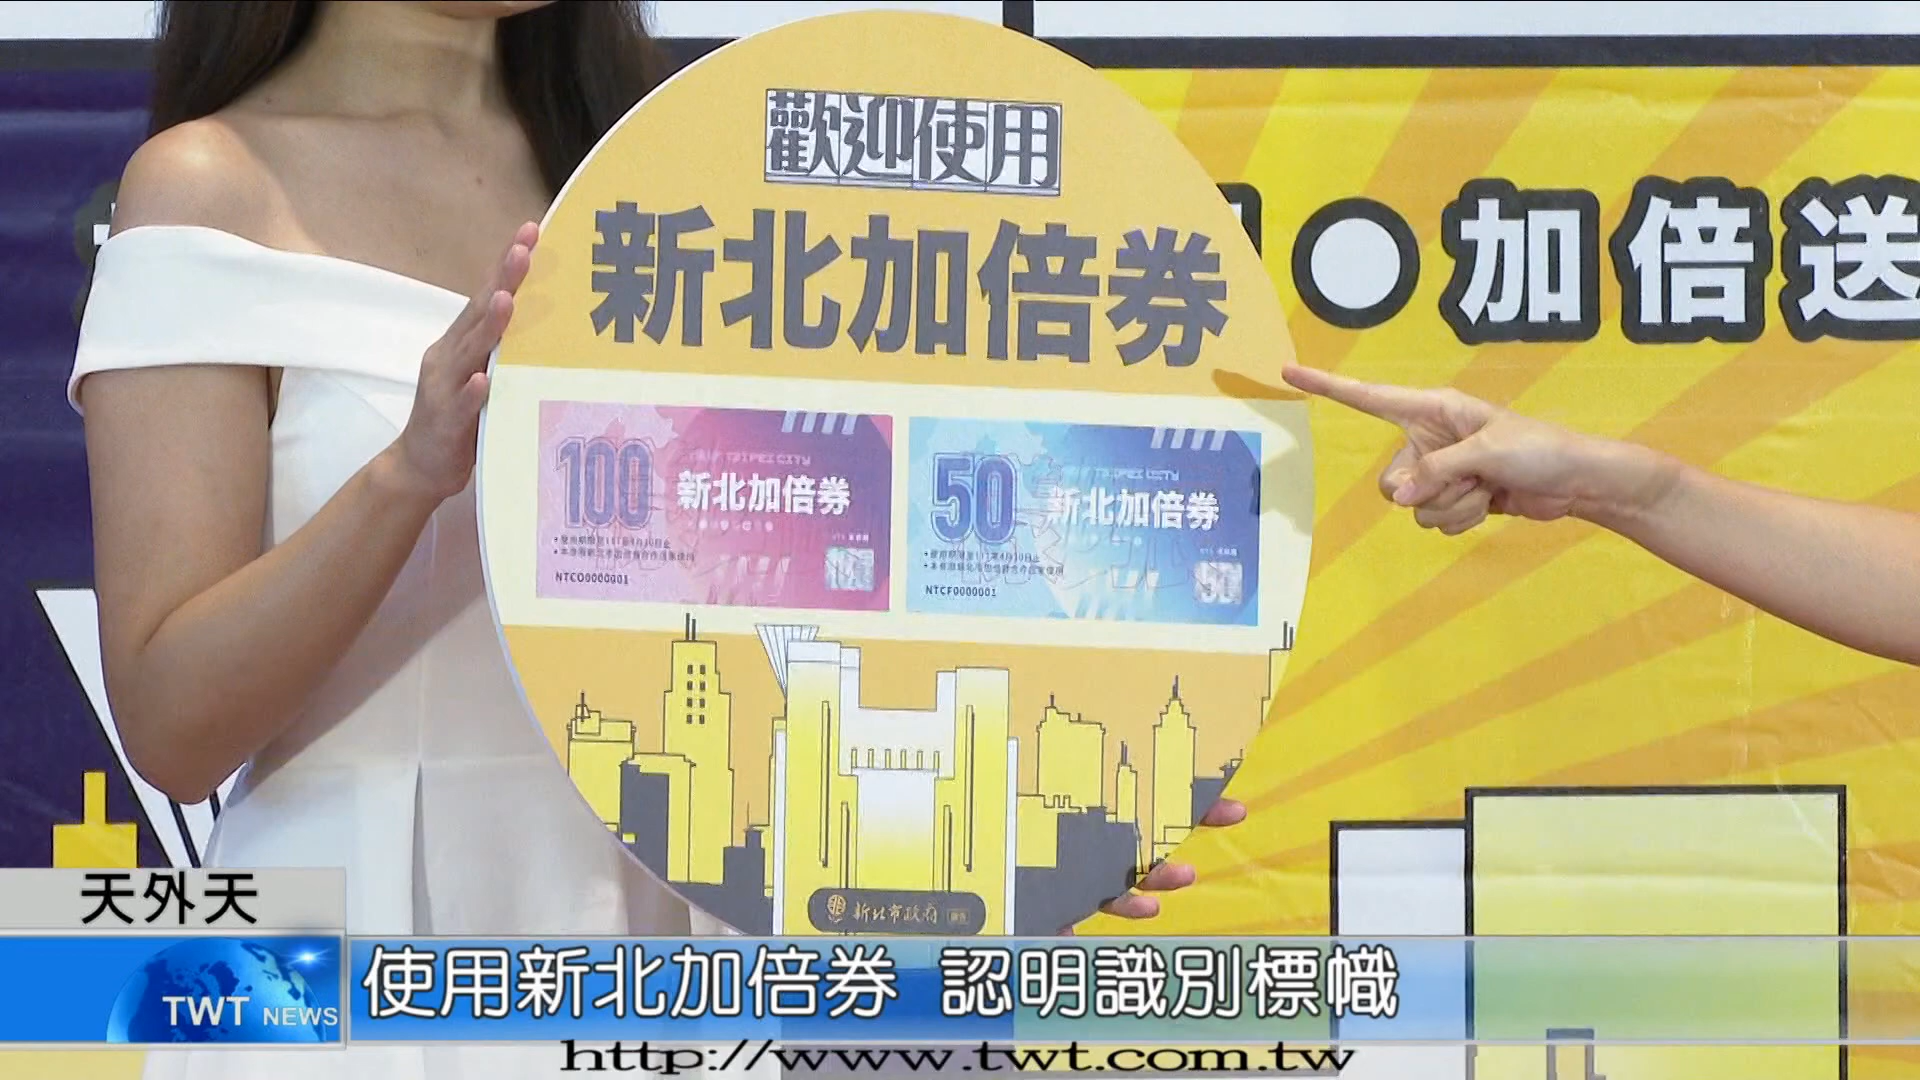 歡迎使用
新北加倍券
●加倍送
100
新北加倍券
NTC00000001
50
新北加倍券
NTCF0000001
新北市政府
天外天
TWT NEWS
使用新北加倍券 認明識別標幟
http://www.twt.com.tw